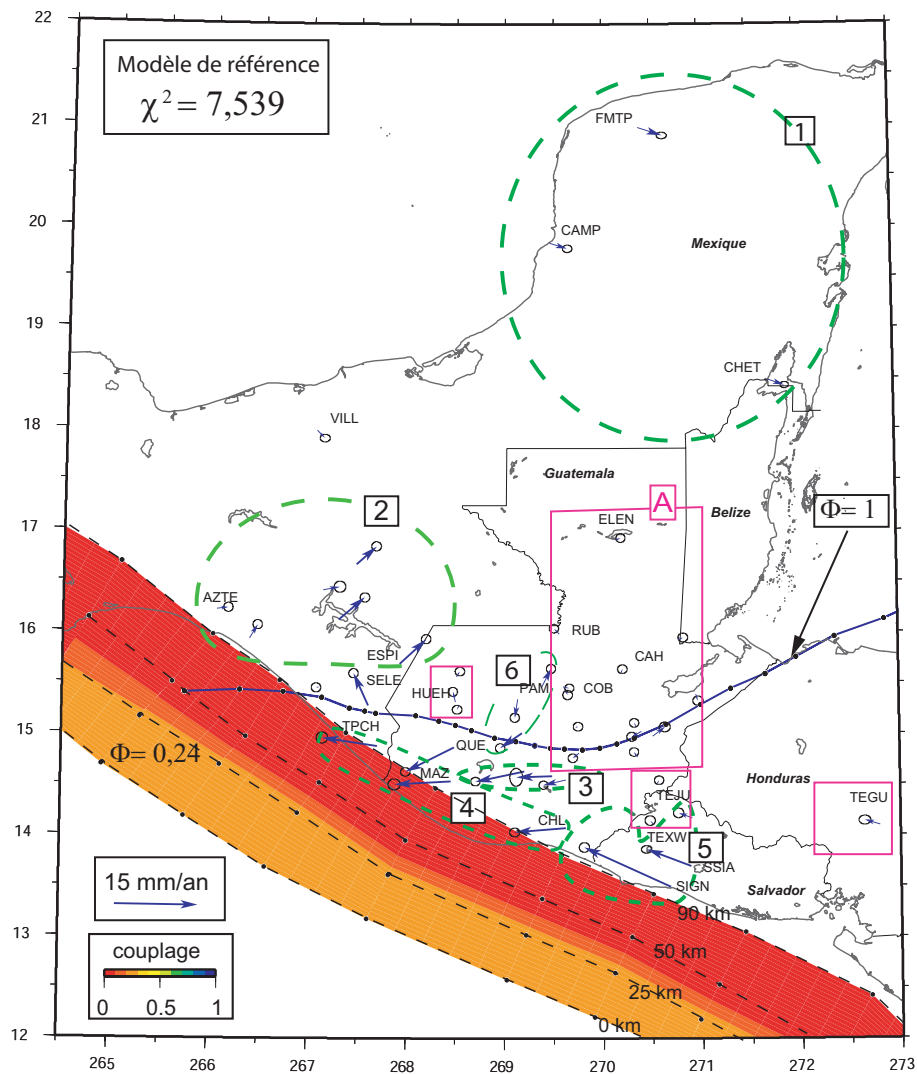 22
21
20
19
18
17
16
15
14
13
12
Modèle de référence
χ² = 7,539
FMTP
1
CAMP
Mexique
CHET
VILL
Guatemala
2
A
Belize
Φ= 1
ELEN
AZTE
RUB
ESPI
6
CAH
SELE
HUEH
PAM
COB
TPCH
QUE
Φ= 0,24
MAZ
3
Honduras
4
TEJU
TEGU
CHL
TEXW
5
SSIA
15 mm/an
SIGN
Salvador
90 km
couplage
50 km
0 0.5 1
25 km
0 km
265 266 267 268 269 270 271 272 273